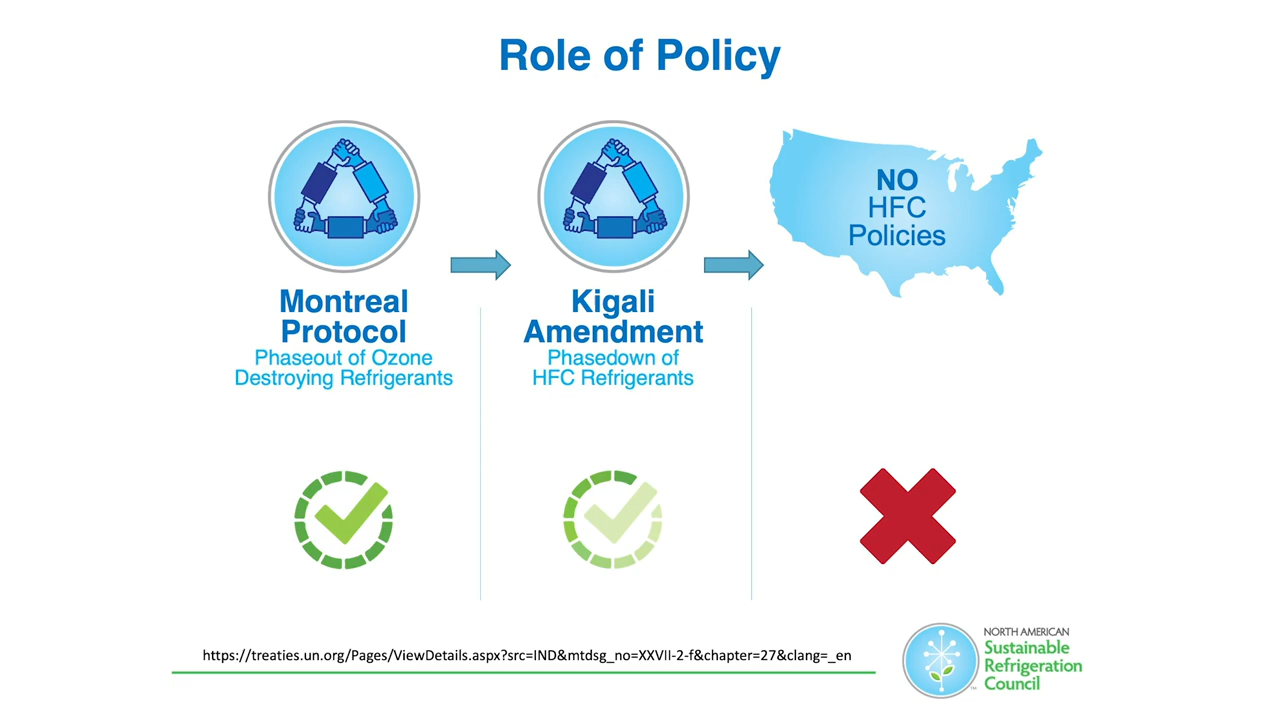 Role of Policy
NO
HFC
Policies
Montreal
Protocol
Phaseout of Ozone
Destroying Refrigerants
Kigali
Amendment
Phasedown of
HFC Refrigerants
https://treaties.un.org/Pages/ViewDetails.aspx?src=IND&mtdsg_no=XXVII-2-f&chapter=27&clang=_en
NORTH AMERICAN
Sustainable
Refrigeration
Council
TM